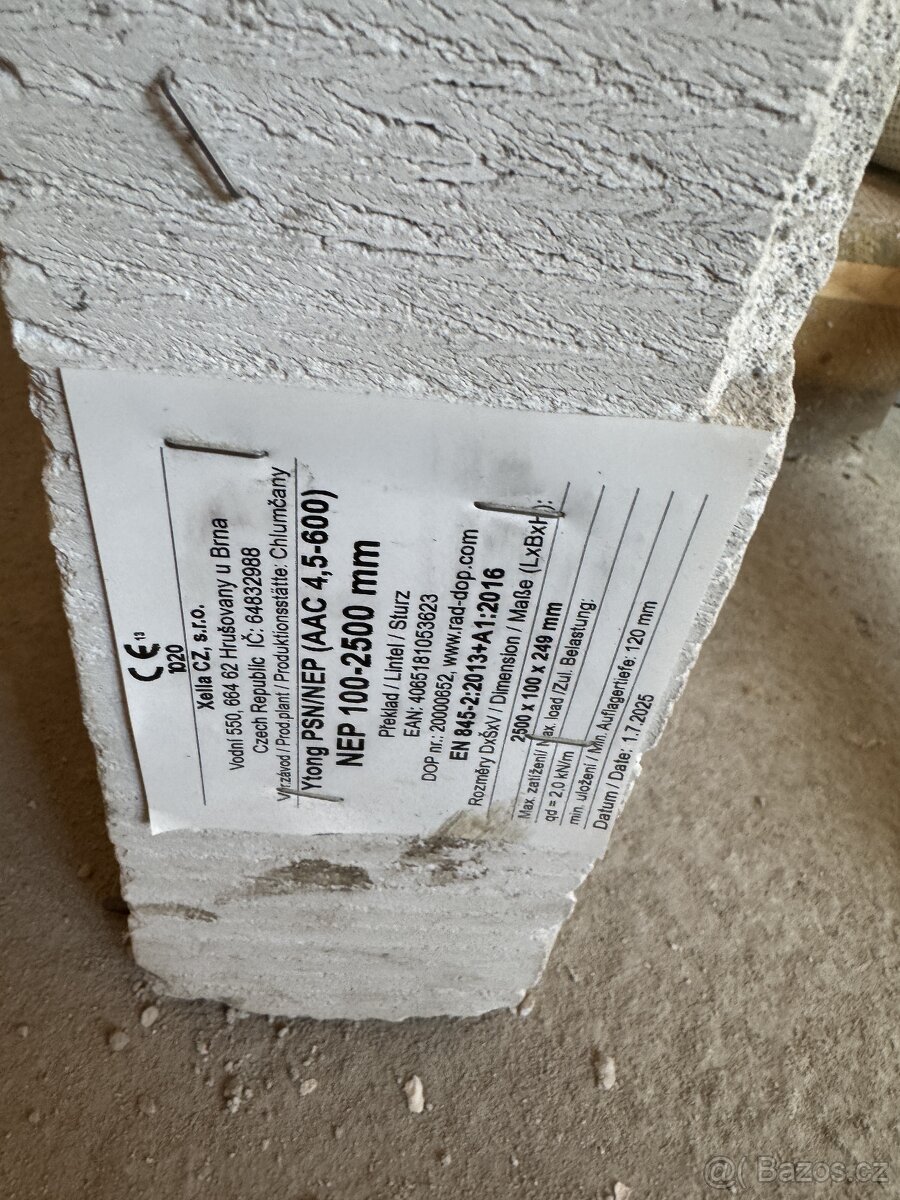 CE 13
1020
Xella CZ, s.r.o.
Vodní 550, 664 62 Hrušovany u Brna
Czech Republic IČ: 64832988
Výr.závod / Prod.plant / Produktionsstätte: Chlumčany
Ytong PSN/NEP (AAC 4,5-600)
NEP 100-2500 mm
Překlad / Lintel / Sturz
EAN: 4065181053623
DOP nr.: 20000652, www.rad-dop.com
EN 845-2:2013+A1:2016
Rozměry DxŠxV / Dimension / Maße (LxBxH):
2500 x 100 x 249 mm
Max. zatížení / Max. load / Zul. Belastung:
qd = 2,0 kN/m
min. uložení / Min. Auflagertiefe: 120 mm
Datum / Date: 1.7.2025
@( Bazos.cz